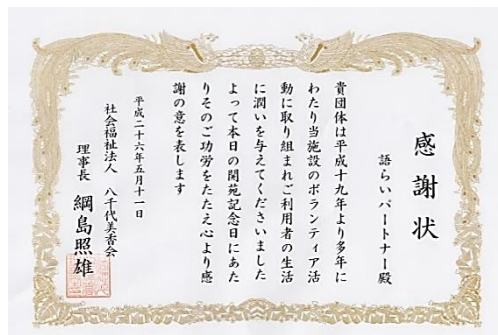 感謝状
語らいパートナー殿
貴団体は平成十九年より多年に
わたり当施設のボランティア活
動に取り組まれご利用者の生活
に潤いを与えてくださいました
よって本日の開苑記念日にあた
りそのご功労をたたえ心より感
謝の意を表します
平成二十六年五月十一日
社会福祉法人　八千代美香会
理事長　綱島照雄